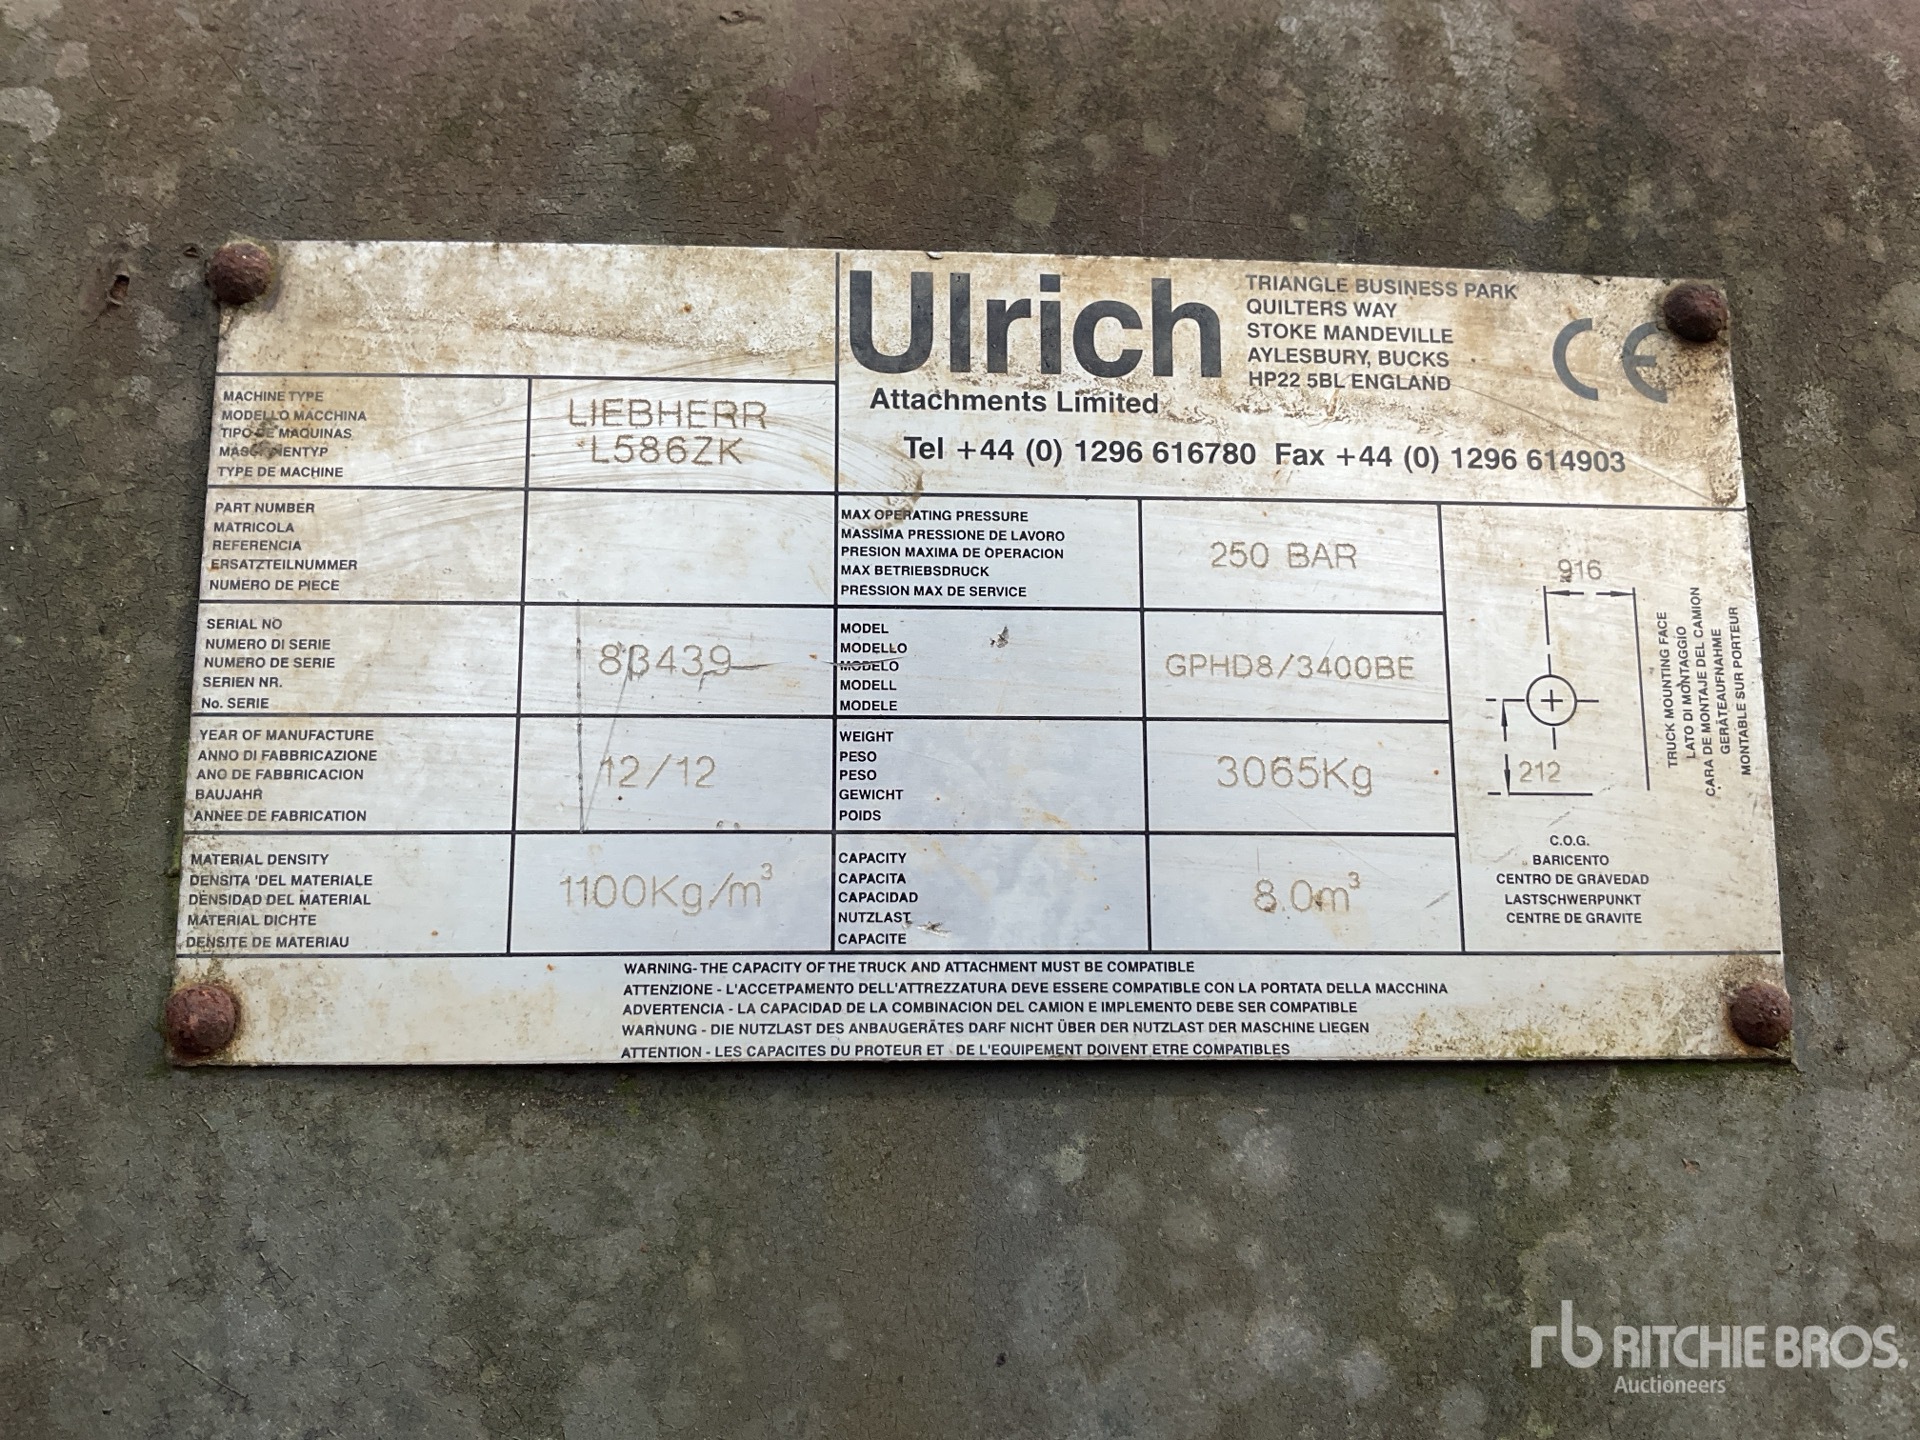 Ulrich
Attachments Limited
TRIANGLE BUSINESS PARK
QUILTERS WAY
STOKE MANDEVILLE
AYLESBURY, BUCKS
HP22 5BL ENGLAND
CE
Tel +44 (0) 1296 616780 Fax +44 (0) 1296 614903
MACHINE TYPE
MODELLO MACCHINA
TIPO DE MAQUINAS
MASCHIENTYP
TYPE DE MACHINE
LIEBHERR
L586ZK
PART NUMBER
MATRICOLA
REFERENCIA
ERSATZTEILNUMMER
NUMERO DE PIECE
MAX OPERATING PRESSURE
MASSIMA PRESSIONE DE LAVORO
PRESION MAXIMA DE OPERACION
MAX BETRIEBSDRUCK
PRESSION MAX DE SERVICE
250 BAR
SERIAL NO
NUMERO DI SERIE
NUMERO DE SERIE
SERIEN NR.
No. SERIE
83439
MODEL
MODELLO
MODELO
MODELL
MODELE
GPHD8/3400BE
YEAR OF MANUFACTURE
ANNO DI FABBRICAZIONE
ANO DE FABBRICACION
BAUJAHR
ANNEE DE FABRICATION
12/12
WEIGHT
PESO
PESO
GEWICHT
POIDS
3065Kg
MATERIAL DENSITY
DENSITA 'DEL MATERIALE
DENSIDAD DEL MATERIAL
MATERIAL DICHTE
DENSITE DE MATERIAU
1100Kg/m³
CAPACITY
CAPACITA
CAPACIDAD
NUTZLAST
CAPACITE
8.0m³
916
212
TRUCK MOUNTING FACE
LATO DI MONTAGGIO
CARA DE MONTAJE DEL CAMION
GERÄTEAUFNAHME
MONTABLE SUR PORTEUR
C.O.G.
BARICENTO
CENTRO DE GRAVEDAD
LASTSCHWERPUNKT
CENTRE DE GRAVITE
WARNING- THE CAPACITY OF THE TRUCK AND ATTACHMENT MUST BE COMPATIBLE
ATTENZIONE - L'ACCETPAMENTO DELL'ATTREZZATURA DEVE ESSERE COMPATIBLE CON LA PORTATA DELLA MACCHINA
ADVERTENCIA - LA CAPACIDAD DE LA COMBINACION DEL CAMION E IMPLEMENTO DEBE SER COMPATIBLE
WARNUNG - DIE NUTZLAST DES ANBAUGERÄTES DARF NICHT ÜBER DER NUTZLAST DER MASCHINE LIEGEN
ATTENTION - LES CAPACITES DU PROTEUR ET DE L'EQUIPEMENT DOIVENT ETRE COMPATIBLES
rb RITCHIE BROS.
Auctioneers